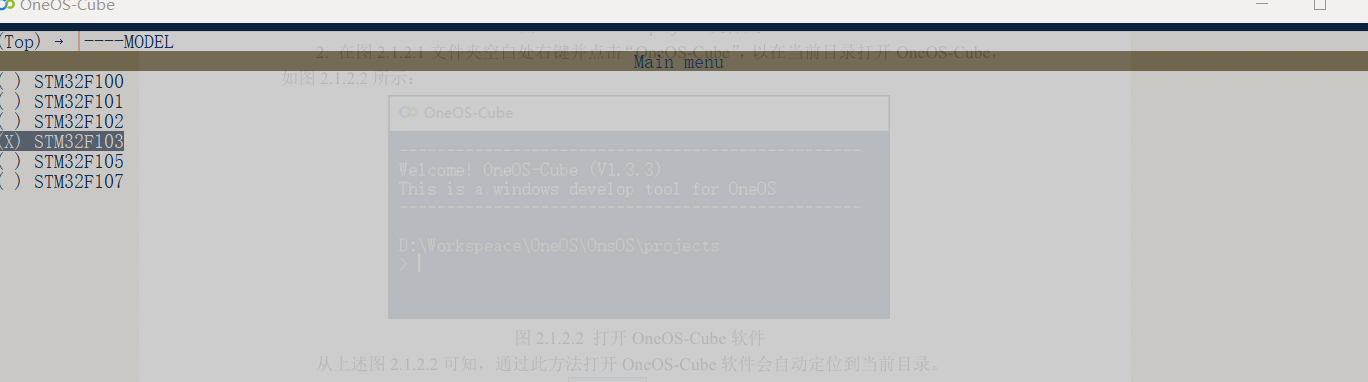 OneOS-Cube
(Top) → |----MODEL
2. 在图 2.1.2.1 文件夹空白处右键并点击“OneOS-Cube”,以在当前目录打开 OneOS-Cube,
Main menu
如图 2.1.2.2 所示:
( ) STM32F100
( ) STM32F101
( ) STM32F102
(X) STM32F103
( ) STM32F105
( ) STM32F107
OneOS-Cube
Welcome! OneOS-Cube (V1.3.3)
This is a windows develop tool for OneOS
D:\Workspeace\OneOS\OnsOS\projects
>
图 2.1.2.2 打开 OneOS-Cube 软件
从上述图 2.1.2.2 可知,通过此方法打开 OneOS-Cube 软件会自动定位到当前目录。